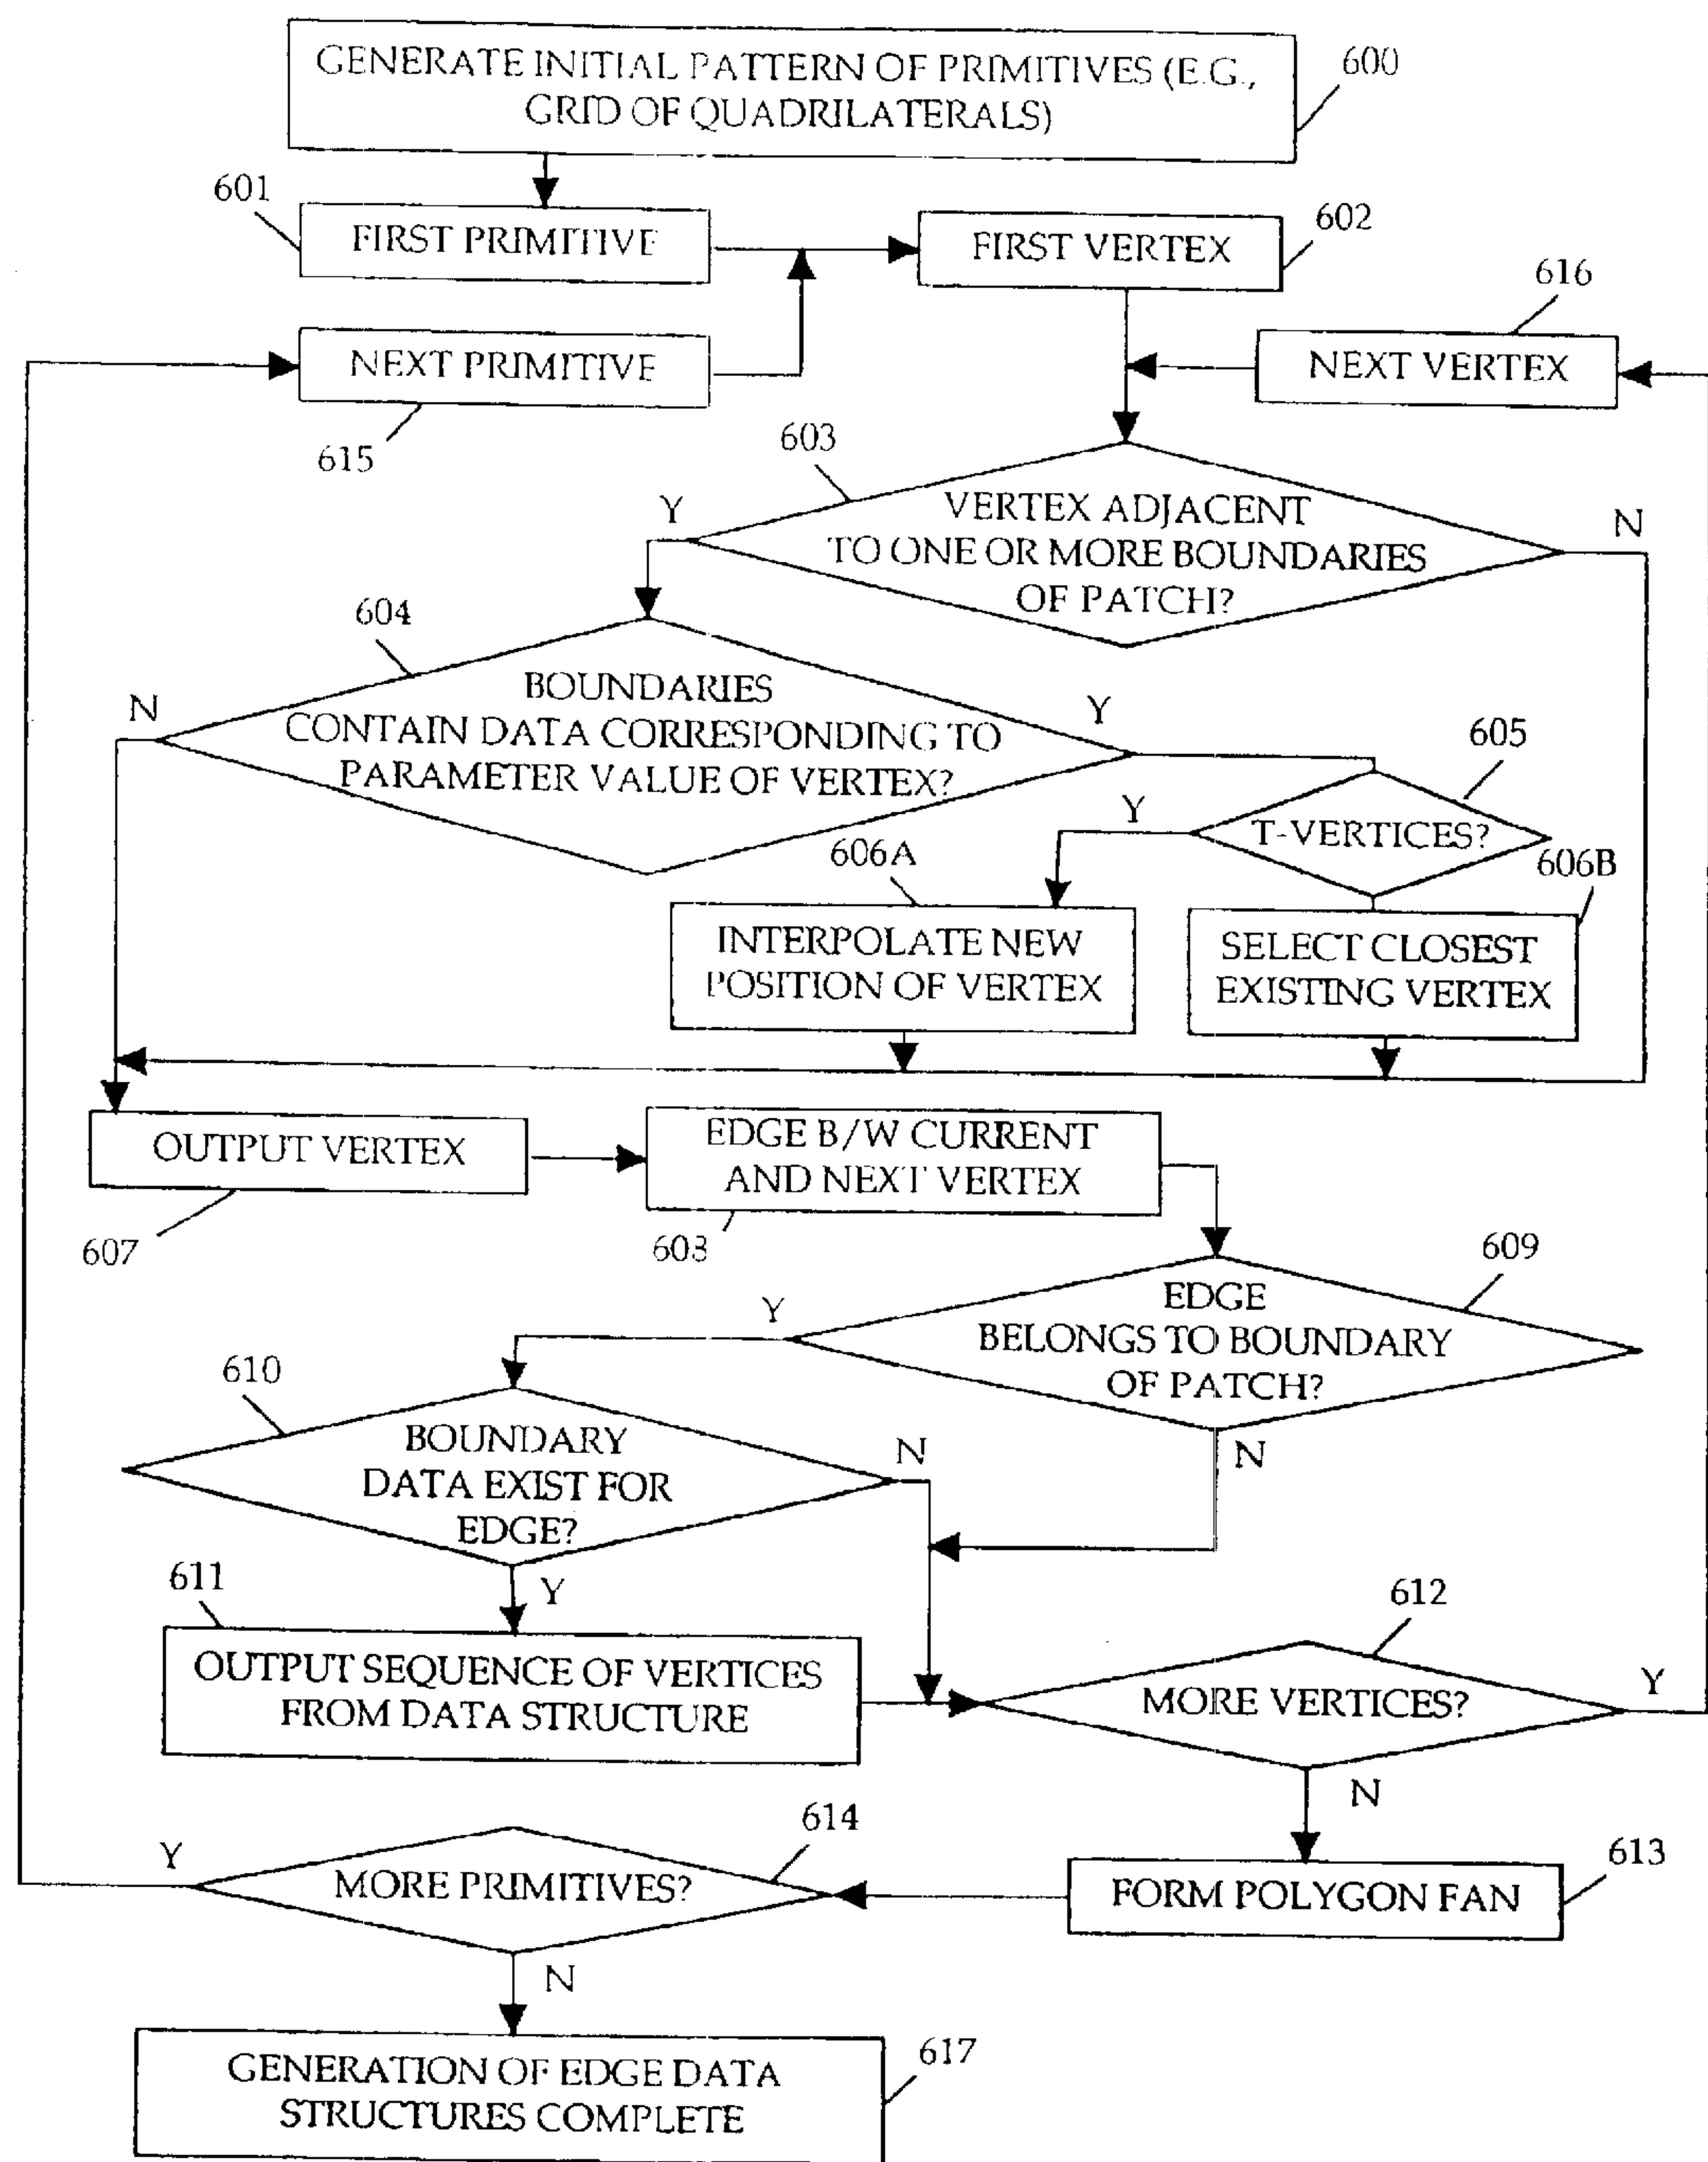 GENERATE INITIAL PATTERN OF PRIMITIVES (E.G.,
GRID OF QUADRILATERALS)
600
601
FIRST PRIMITIVE
FIRST VERTEX
602
616
NEXT PRIMITIVE
NEXT VERTEX
615
603
Y
VERTEX ADJACENT
TO ONE OR MORE BOUNDARIES
OF PATCH?
N
604
N
BOUNDARIES
CONTAIN DATA CORRESPONDING TO
PARAMETER VALUE OF VERTEX?
Y
605
Y
T-VERTICES?
606A
606B
INTERPOLATE NEW
POSITION OF VERTEX
SELECT CLOSEST
EXISTING VERTEX
OUTPUT VERTEX
EDGE B/W CURRENT
AND NEXT VERTEX
607
608
609
Y
EDGE
BELONGS TO BOUNDARY
OF PATCH?
N
610
BOUNDARY
DATA EXIST FOR
EDGE?
N
Y
611
OUTPUT SEQUENCE OF VERTICES
FROM DATA STRUCTURE
612
MORE VERTICES?
Y
N
614
Y
MORE PRIMITIVES?
613
FORM POLYGON FAN
N
GENERATION OF EDGE DATA
STRUCTURES COMPLETE
617